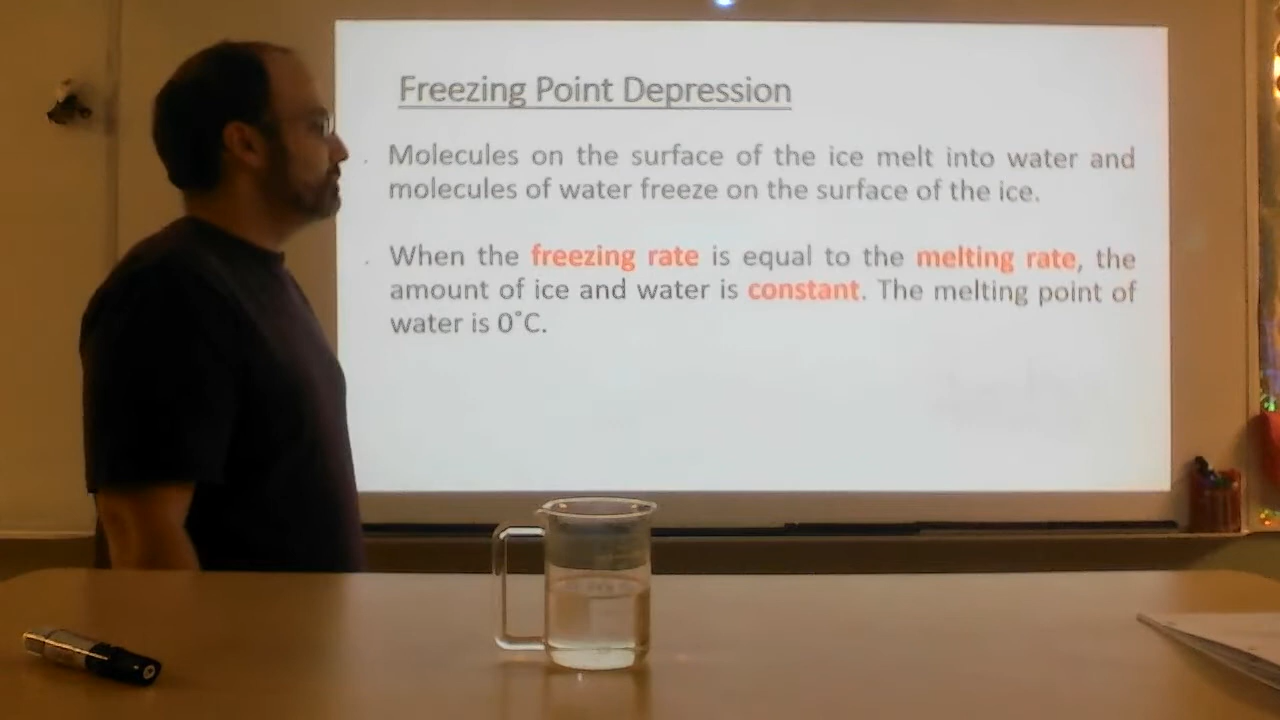 Freezing Point Depression
Molecules on the surface of the ice melt into water and
molecules of water freeze on the surface of the ice.
When the freezing rate is equal to the melting rate, the
amount of ice and water is constant. The melting point of
water is 0˚C.